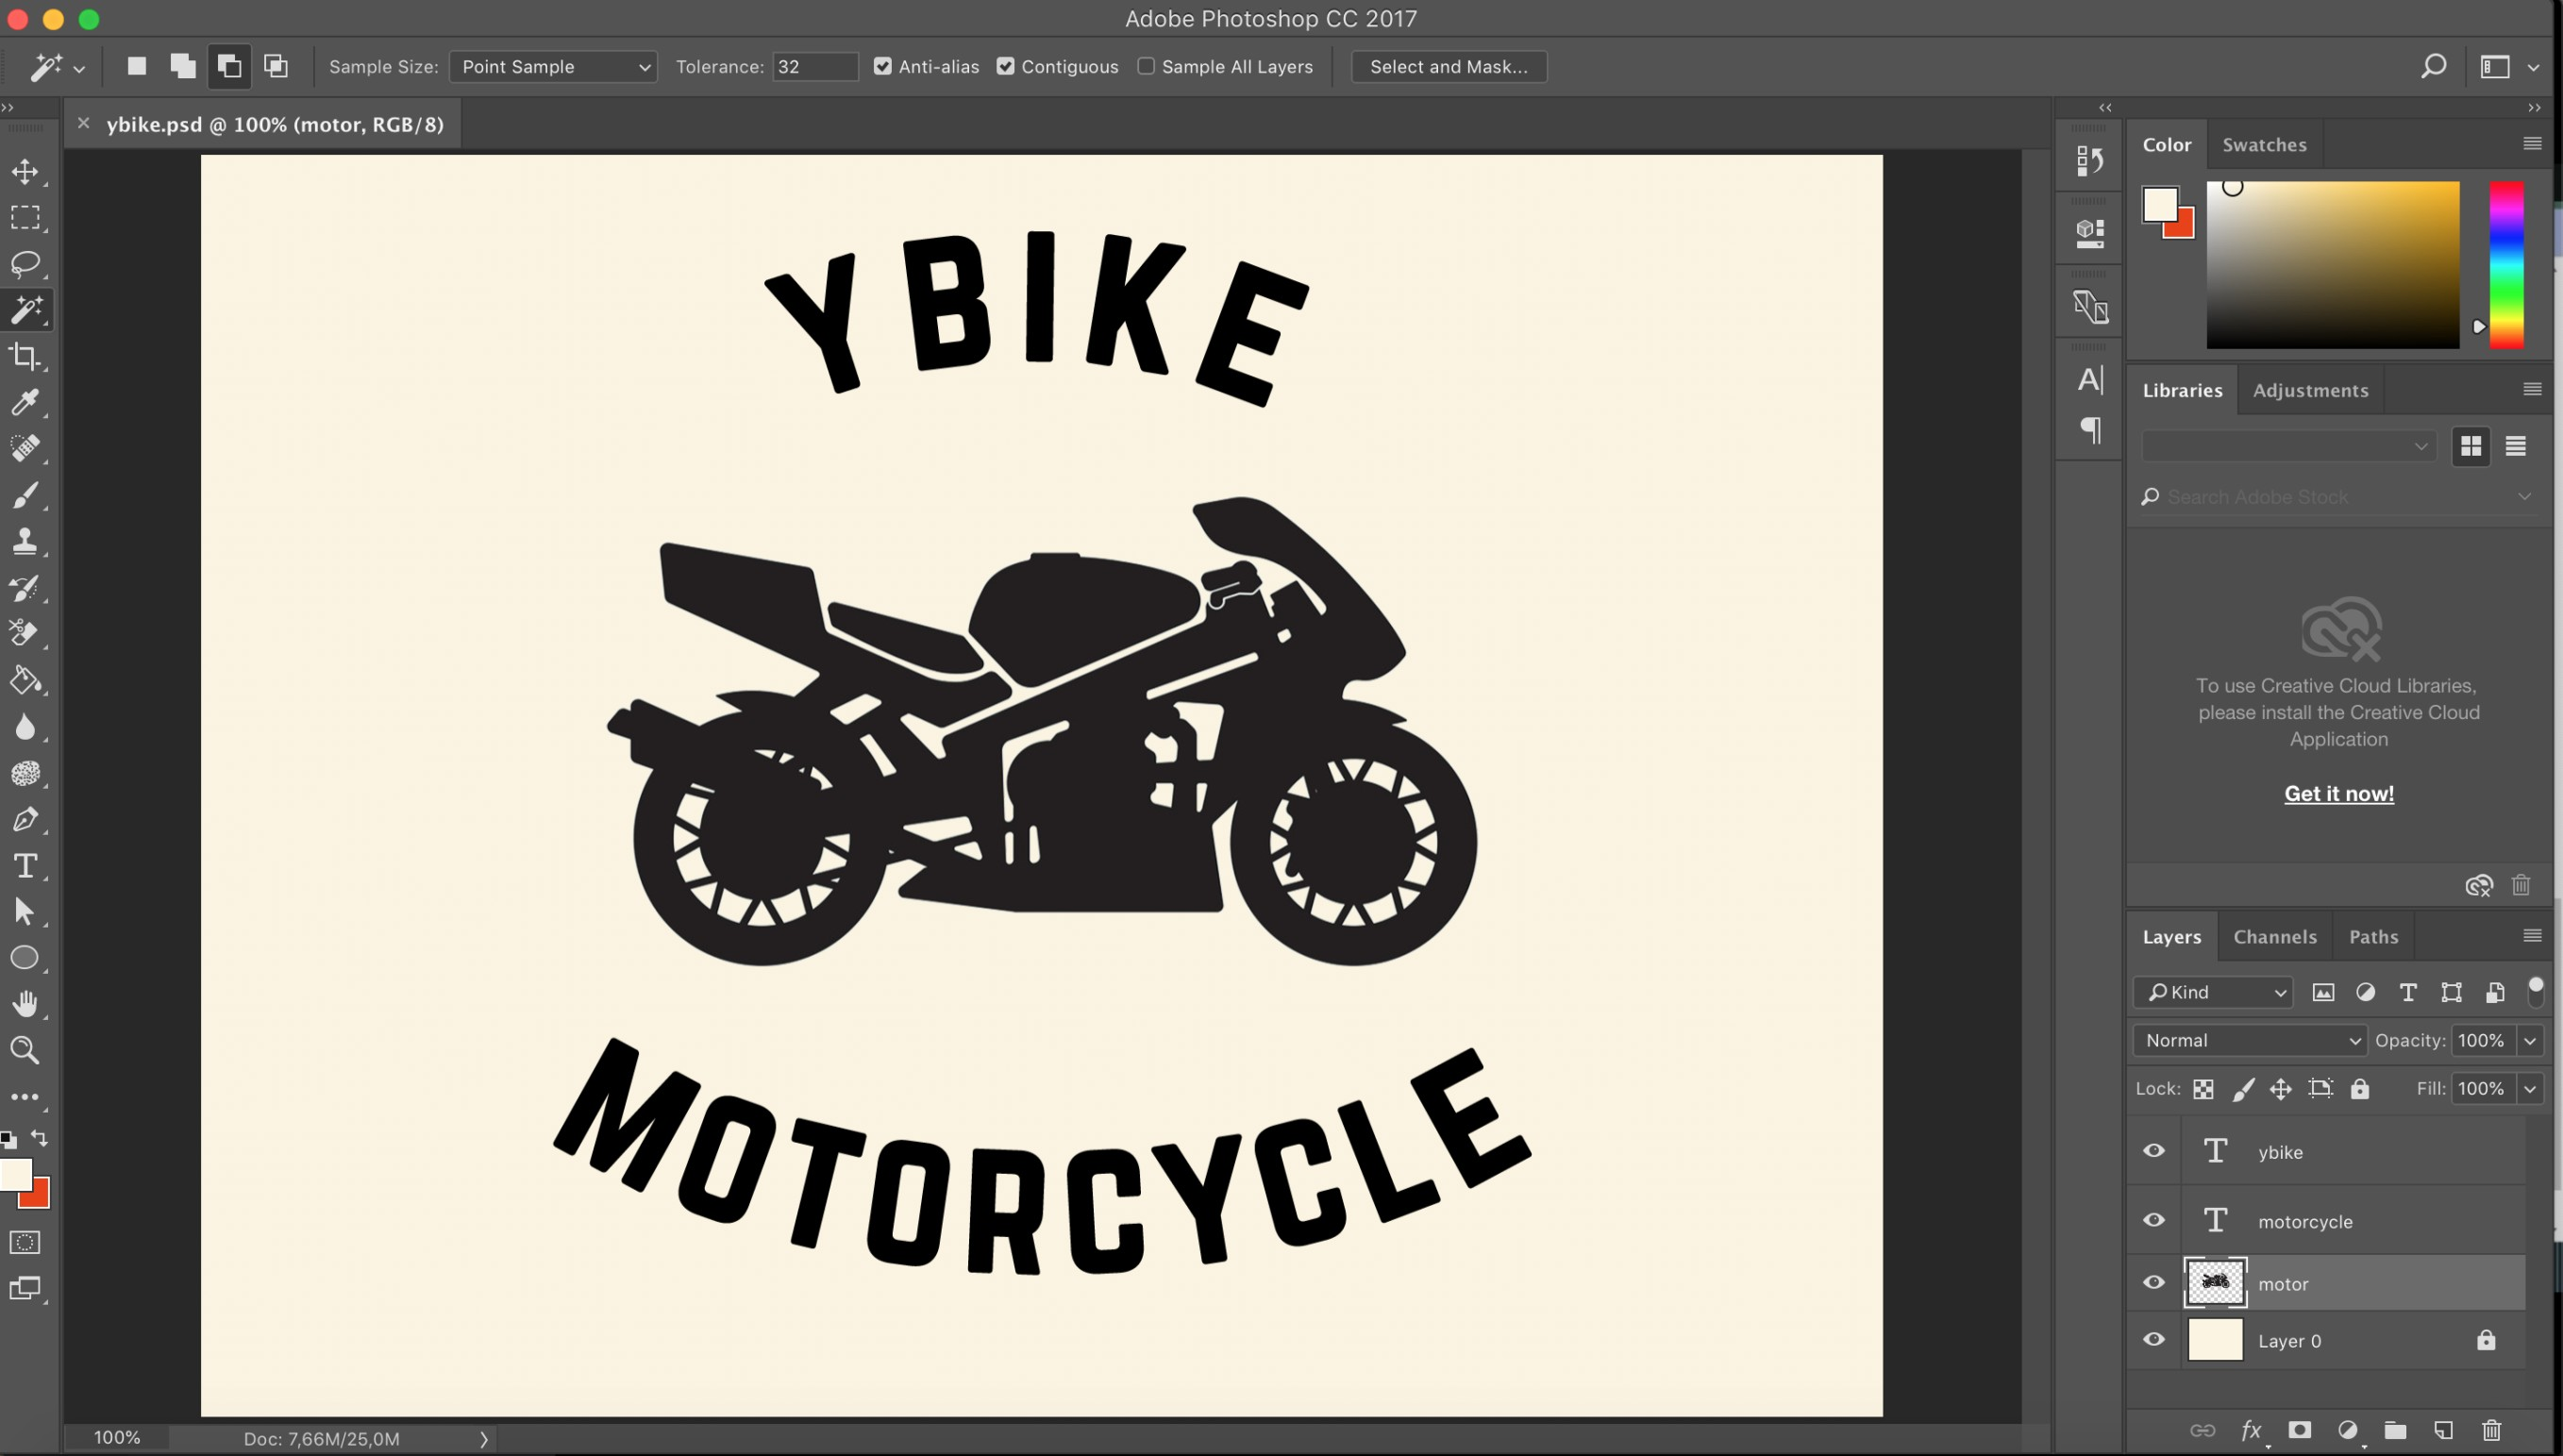 Adobe Photoshop CC 2017
Sample Size: Point Sample Tolerance: 32 Anti-alias Contiguous Sample All Layers Select and Mask...
ybike.psd @ 100% (motor, RGB/8)
YBIKE
MOTORCYCLE
100% Doc: 7,66M/25,0M
Color Swatches
Libraries Adjustments
Search Adobe Stock
To use Creative Cloud Libraries,
please install the Creative Cloud
Application
Get it now!
Layers Channels Paths
Kind
Normal Opacity: 100%
Lock: Fill: 100%
ybike
motorcycle
motor
Layer 0
fx